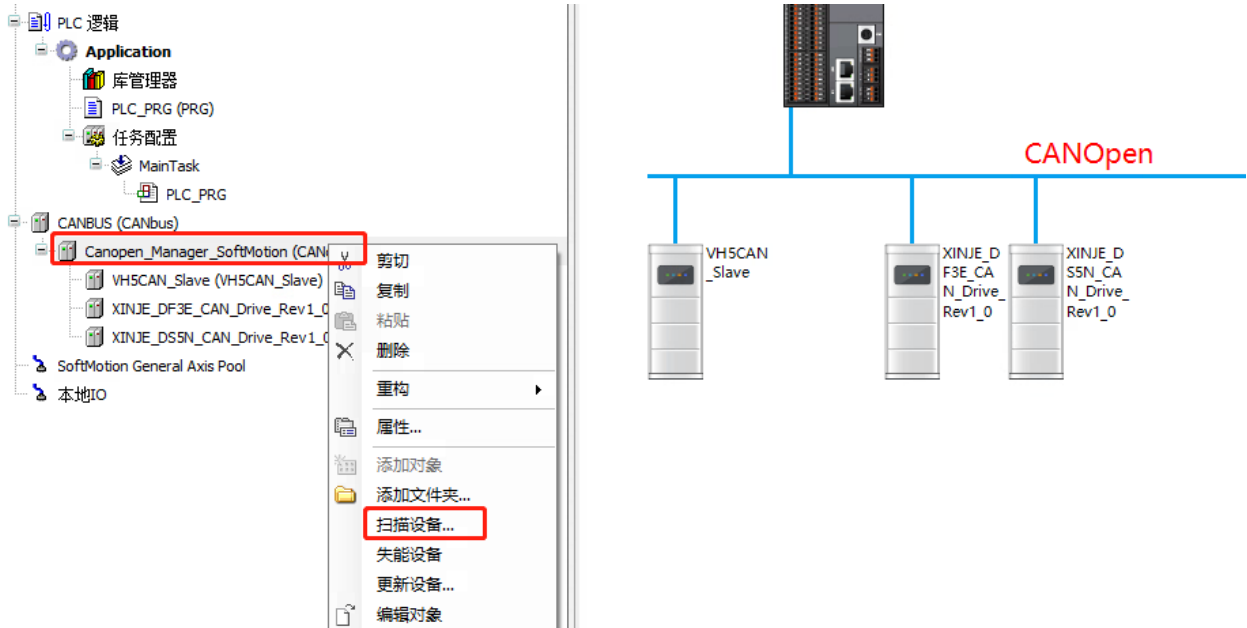 PLC 逻辑
Application
库管理器
PLC_PRG (PRG)
任务配置
MainTask
PLC_PRG
CANBUS (CANbus)
Canopen_Manager_SoftMotion (CAN
VH5CAN_Slave (VH5CAN_Slave)
XINJE_DF3E_CAN_Drive_Rev1_0
XINJE_DS5N_CAN_Drive_Rev1_0
SoftMotion General Axis Pool
本地IO
剪切
复制
粘贴
删除
重构
属性...
添加对象
添加文件夹...
扫描设备...
失能设备
更新设备...
编辑对象
CANOpen
VH5CAN
_Slave
XINJE_D
F3E_CA
N_Drive_
Rev1_0
XINJE_D
S5N_CA
N_Drive_
Rev1_0